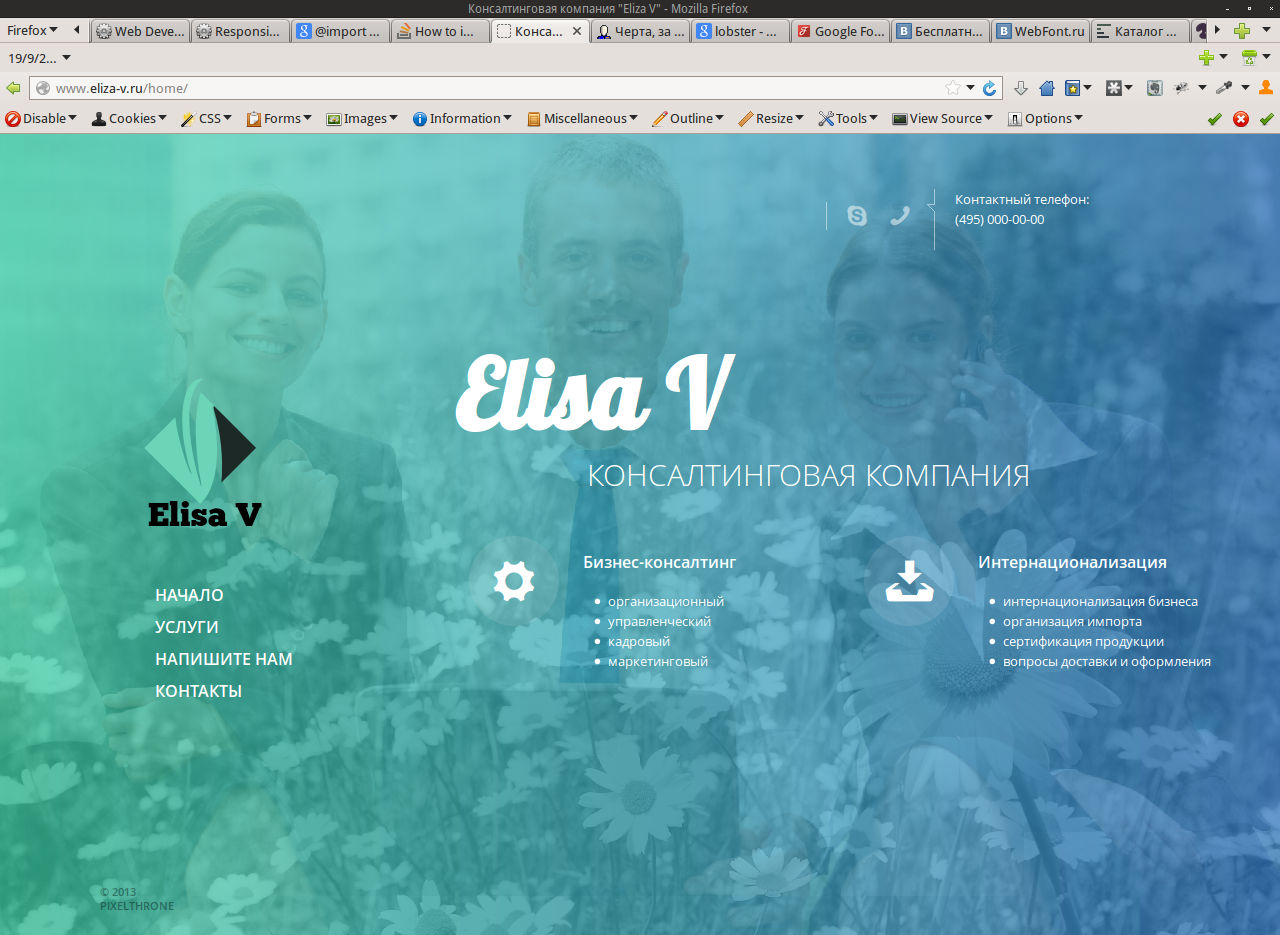 Консалтинговая компания "Eliza V" - Mozilla Firefox
Firefox
Web Deve...
Responsi...
@import ...
How to i...
Конса...
Черта, за ...
lobster - ...
Google Fo...
Бесплатн...
WebFont.ru
Каталог ...
19/9/2...
www.eliza-v.ru/home/
Disable
Cookies
CSS
Forms
Images
Information
Miscellaneous
Outline
Resize
Tools
View Source
Options
Контактный телефон:
(495) 000-00-00
Elisa V
КОНСАЛТИНГОВАЯ КОМПАНИЯ
Elisa V
НАЧАЛО
УСЛУГИ
НАПИШИТЕ НАМ
КОНТАКТЫ
Бизнес-консалтинг
организационный
управленческий
кадровый
маркетинговый
Интернационализация
интернационализация бизнеса
организация импорта
сертификация продукции
вопросы доставки и оформления
© 2013
PIXELTHRONE